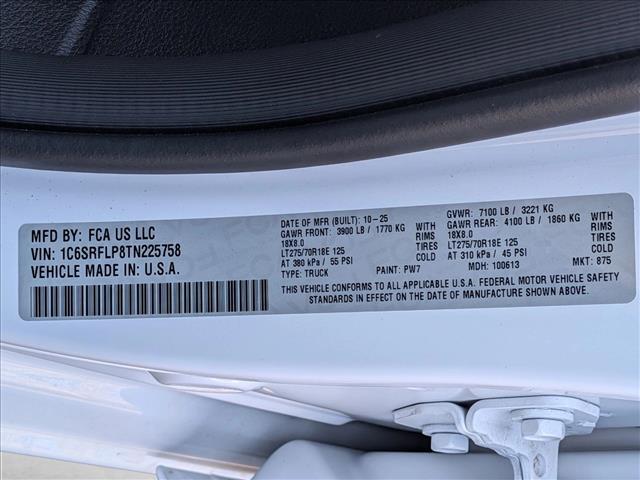 MFD BY: FCA US LLC
VIN: 1C6SRFLP8TN225758
VEHICLE MADE IN U.S.A.
DATE OF MFR (BUILT): 10-25
GAWR FRONT: 3900 LB / 1770 KG WITH
18X8.0 RIMS
LT275/70R18E 125 TIRES
AT 380 kPa / 55 PSI COLD
TYPE: TRUCK PAINT: PW7
GVWR: 7100 LB / 3221 KG
GAWR REAR: 4100 LB / 1860 KG WITH
18X8.0 RIMS
LT275/70R18E 125 TIRES
AT 310 kPa / 45 PSI COLD
MDH: 100613 MKT: 875
THIS VEHICLE CONFORMS TO ALL APPLICABLE U.S.A. FEDERAL MOTOR VEHICLE SAFETY
STANDARDS IN EFFECT ON THE DATE OF MANUFACTURE SHOWN ABOVE.